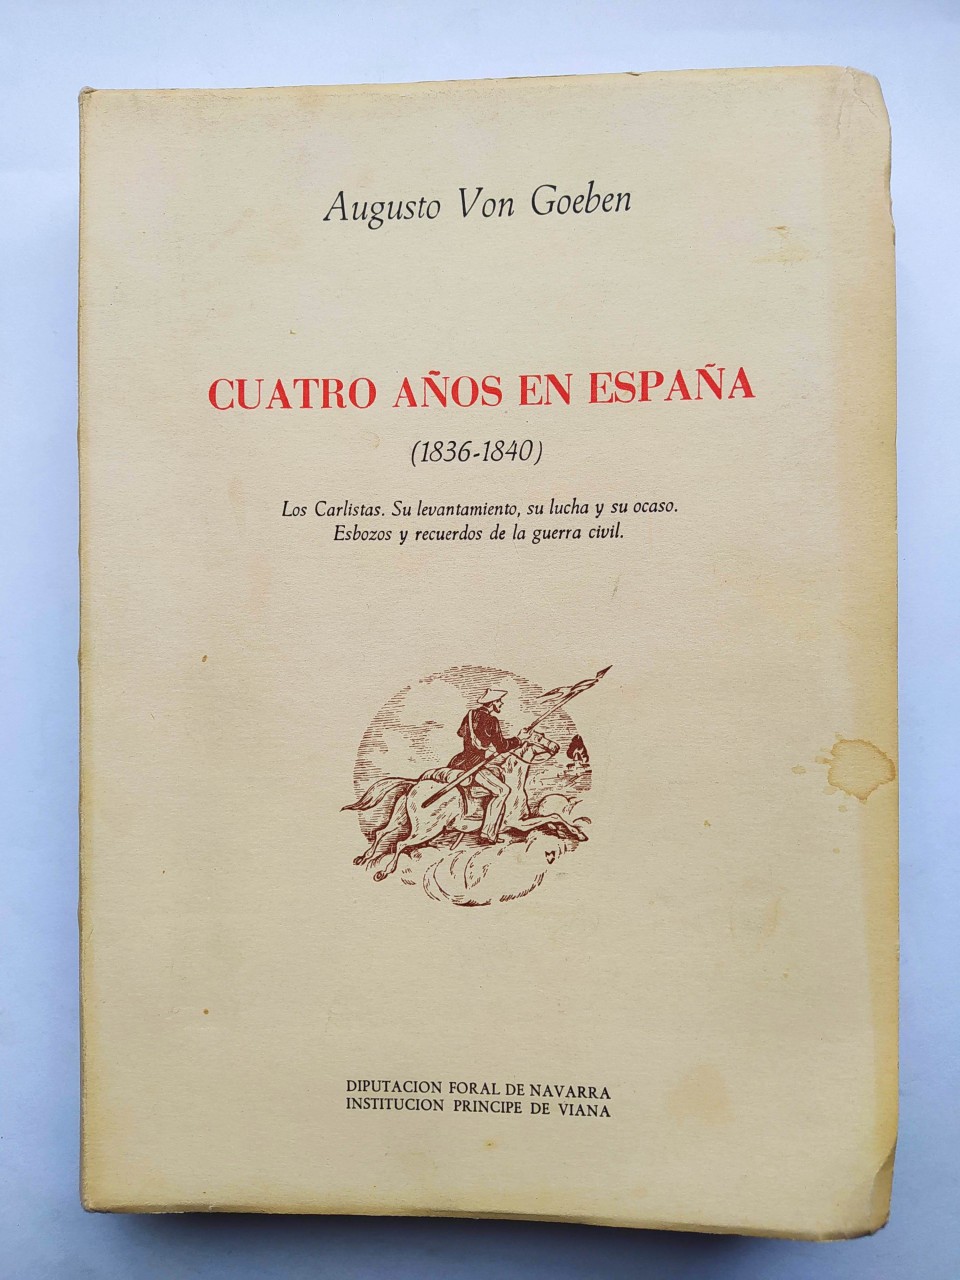 Augusto Von Goeben
CUATRO AÑOS EN ESPAÑA
(1836-1840)
Los Carlistas. Su levantamiento, su lucha y su ocaso.
Esbozos y recuerdos de la guerra civil.
DIPUTACION FORAL DE NAVARRA
INSTITUCION PRINCIPE DE VIANA